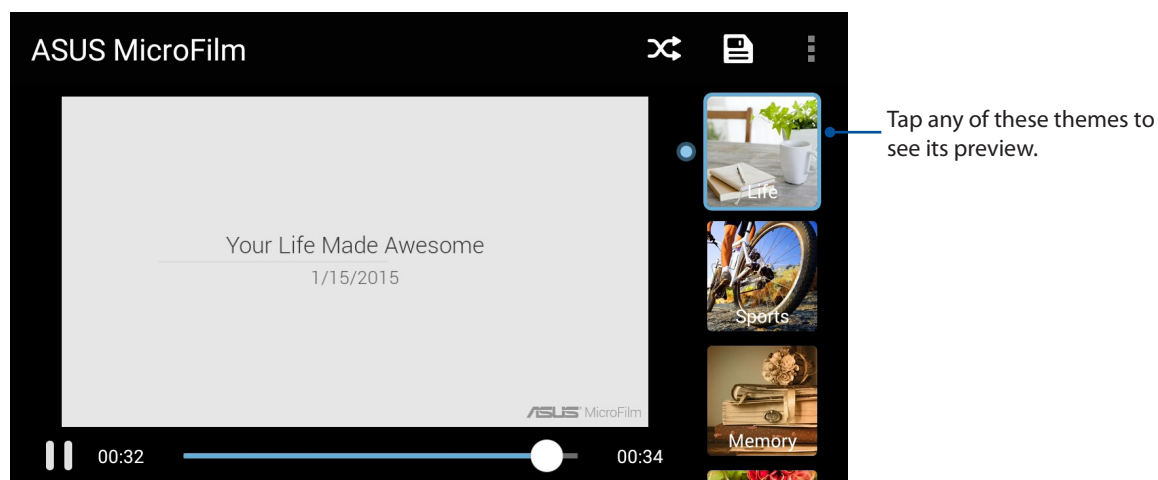 ASUS MicroFilm
Tap any of these themes to
see its preview.
Life
Your Life Made Awesome
1/15/2015
Sports
ASUS MicroFilm
Memory
00:32
00:34